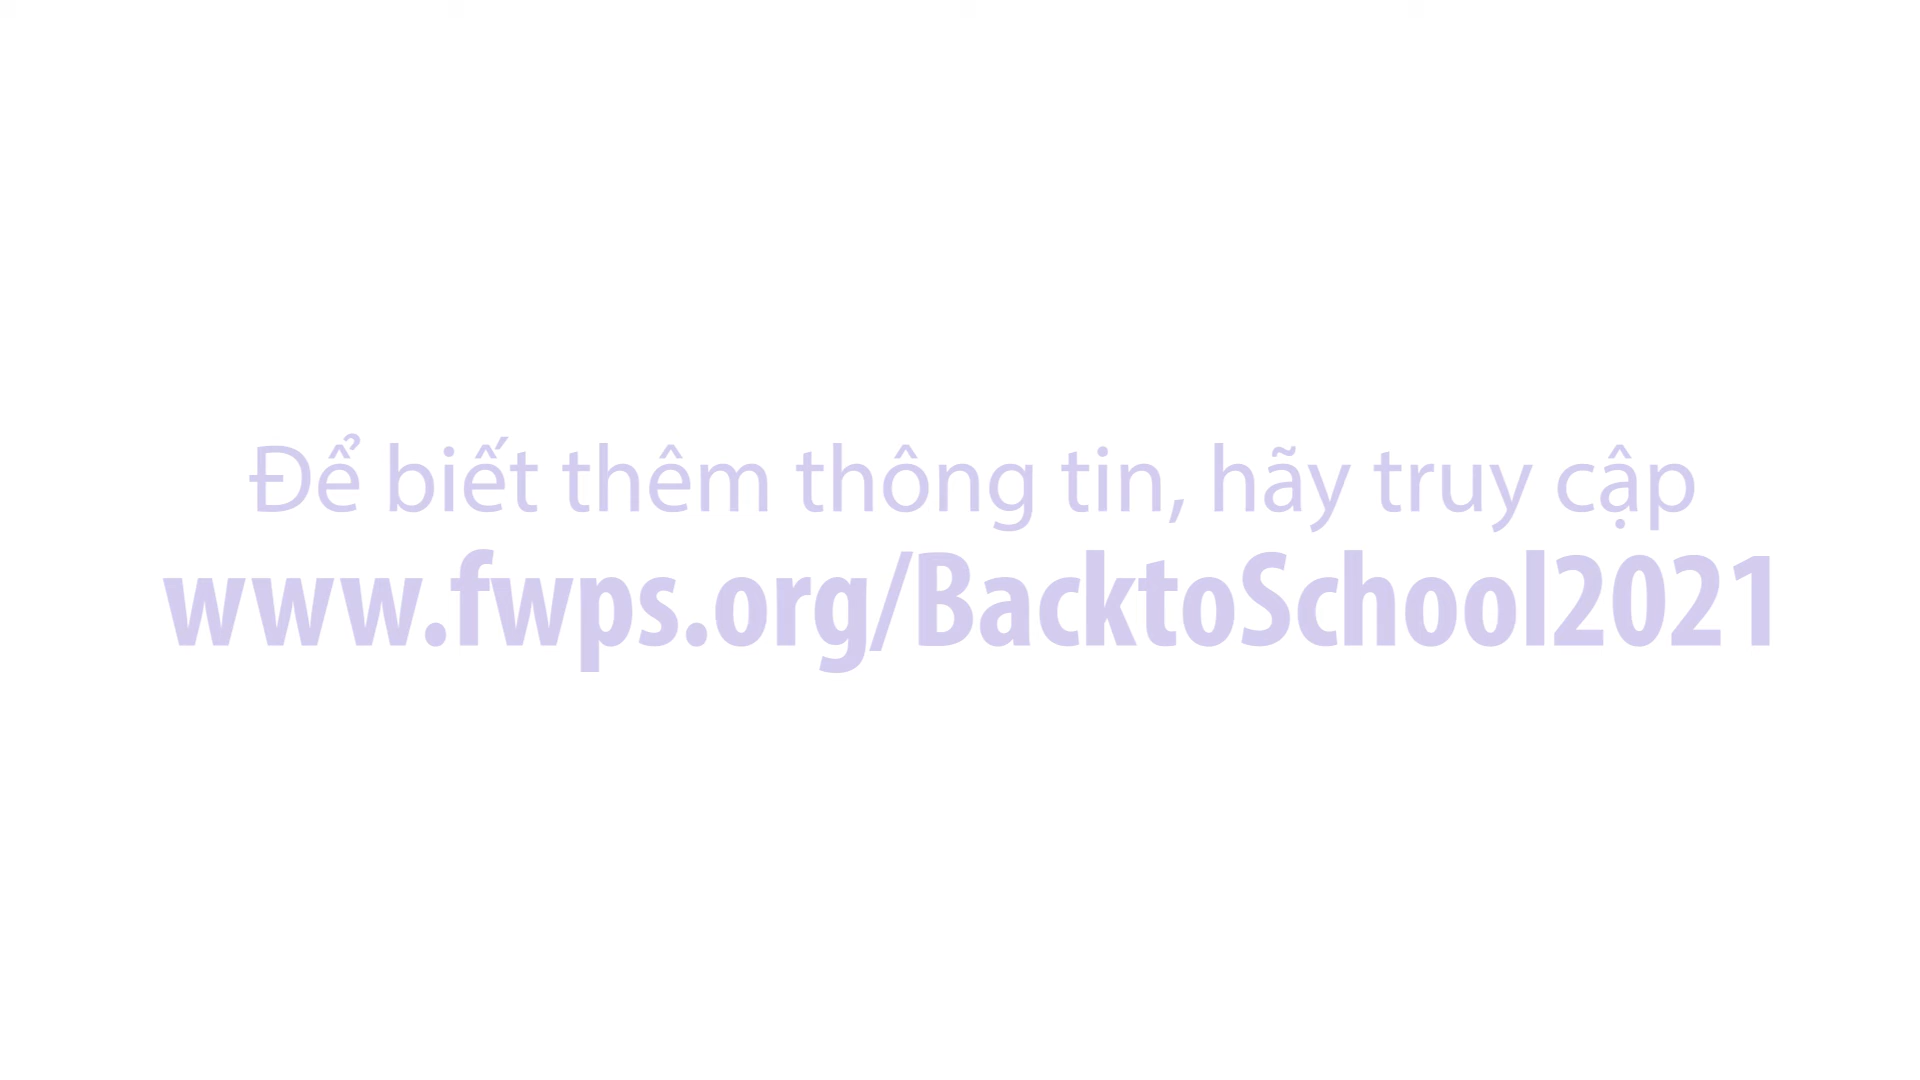 Để biết thêm thông tin, hãy truy cập
www.fwps.org/BacktoSchool2021